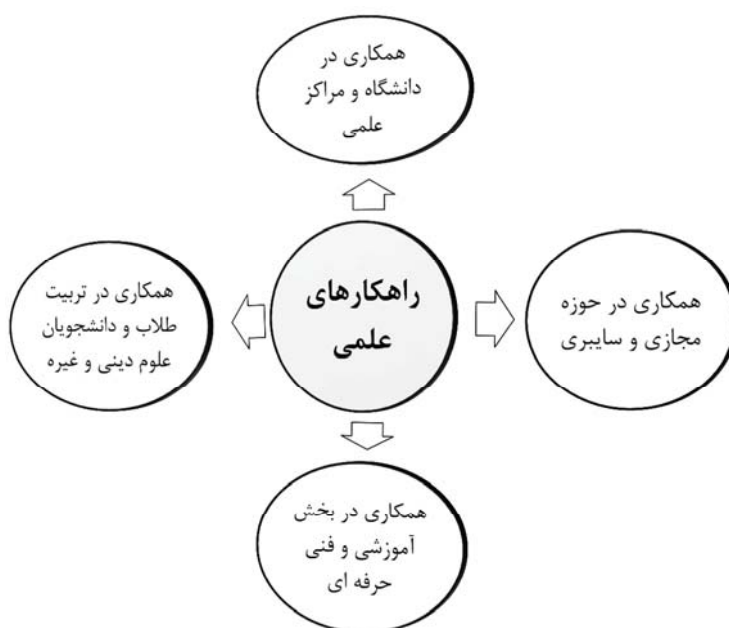 همکاری در
دانشگاه و مراکز
علمی
راهکارهای
علمی
همکاری در حوزه
مجازی و سایبری
همکاری در تربیت
طلاب و دانشجویان
علوم دینی و غیره
همکاری در بخش
آموزشی و فنی
حرفه ای